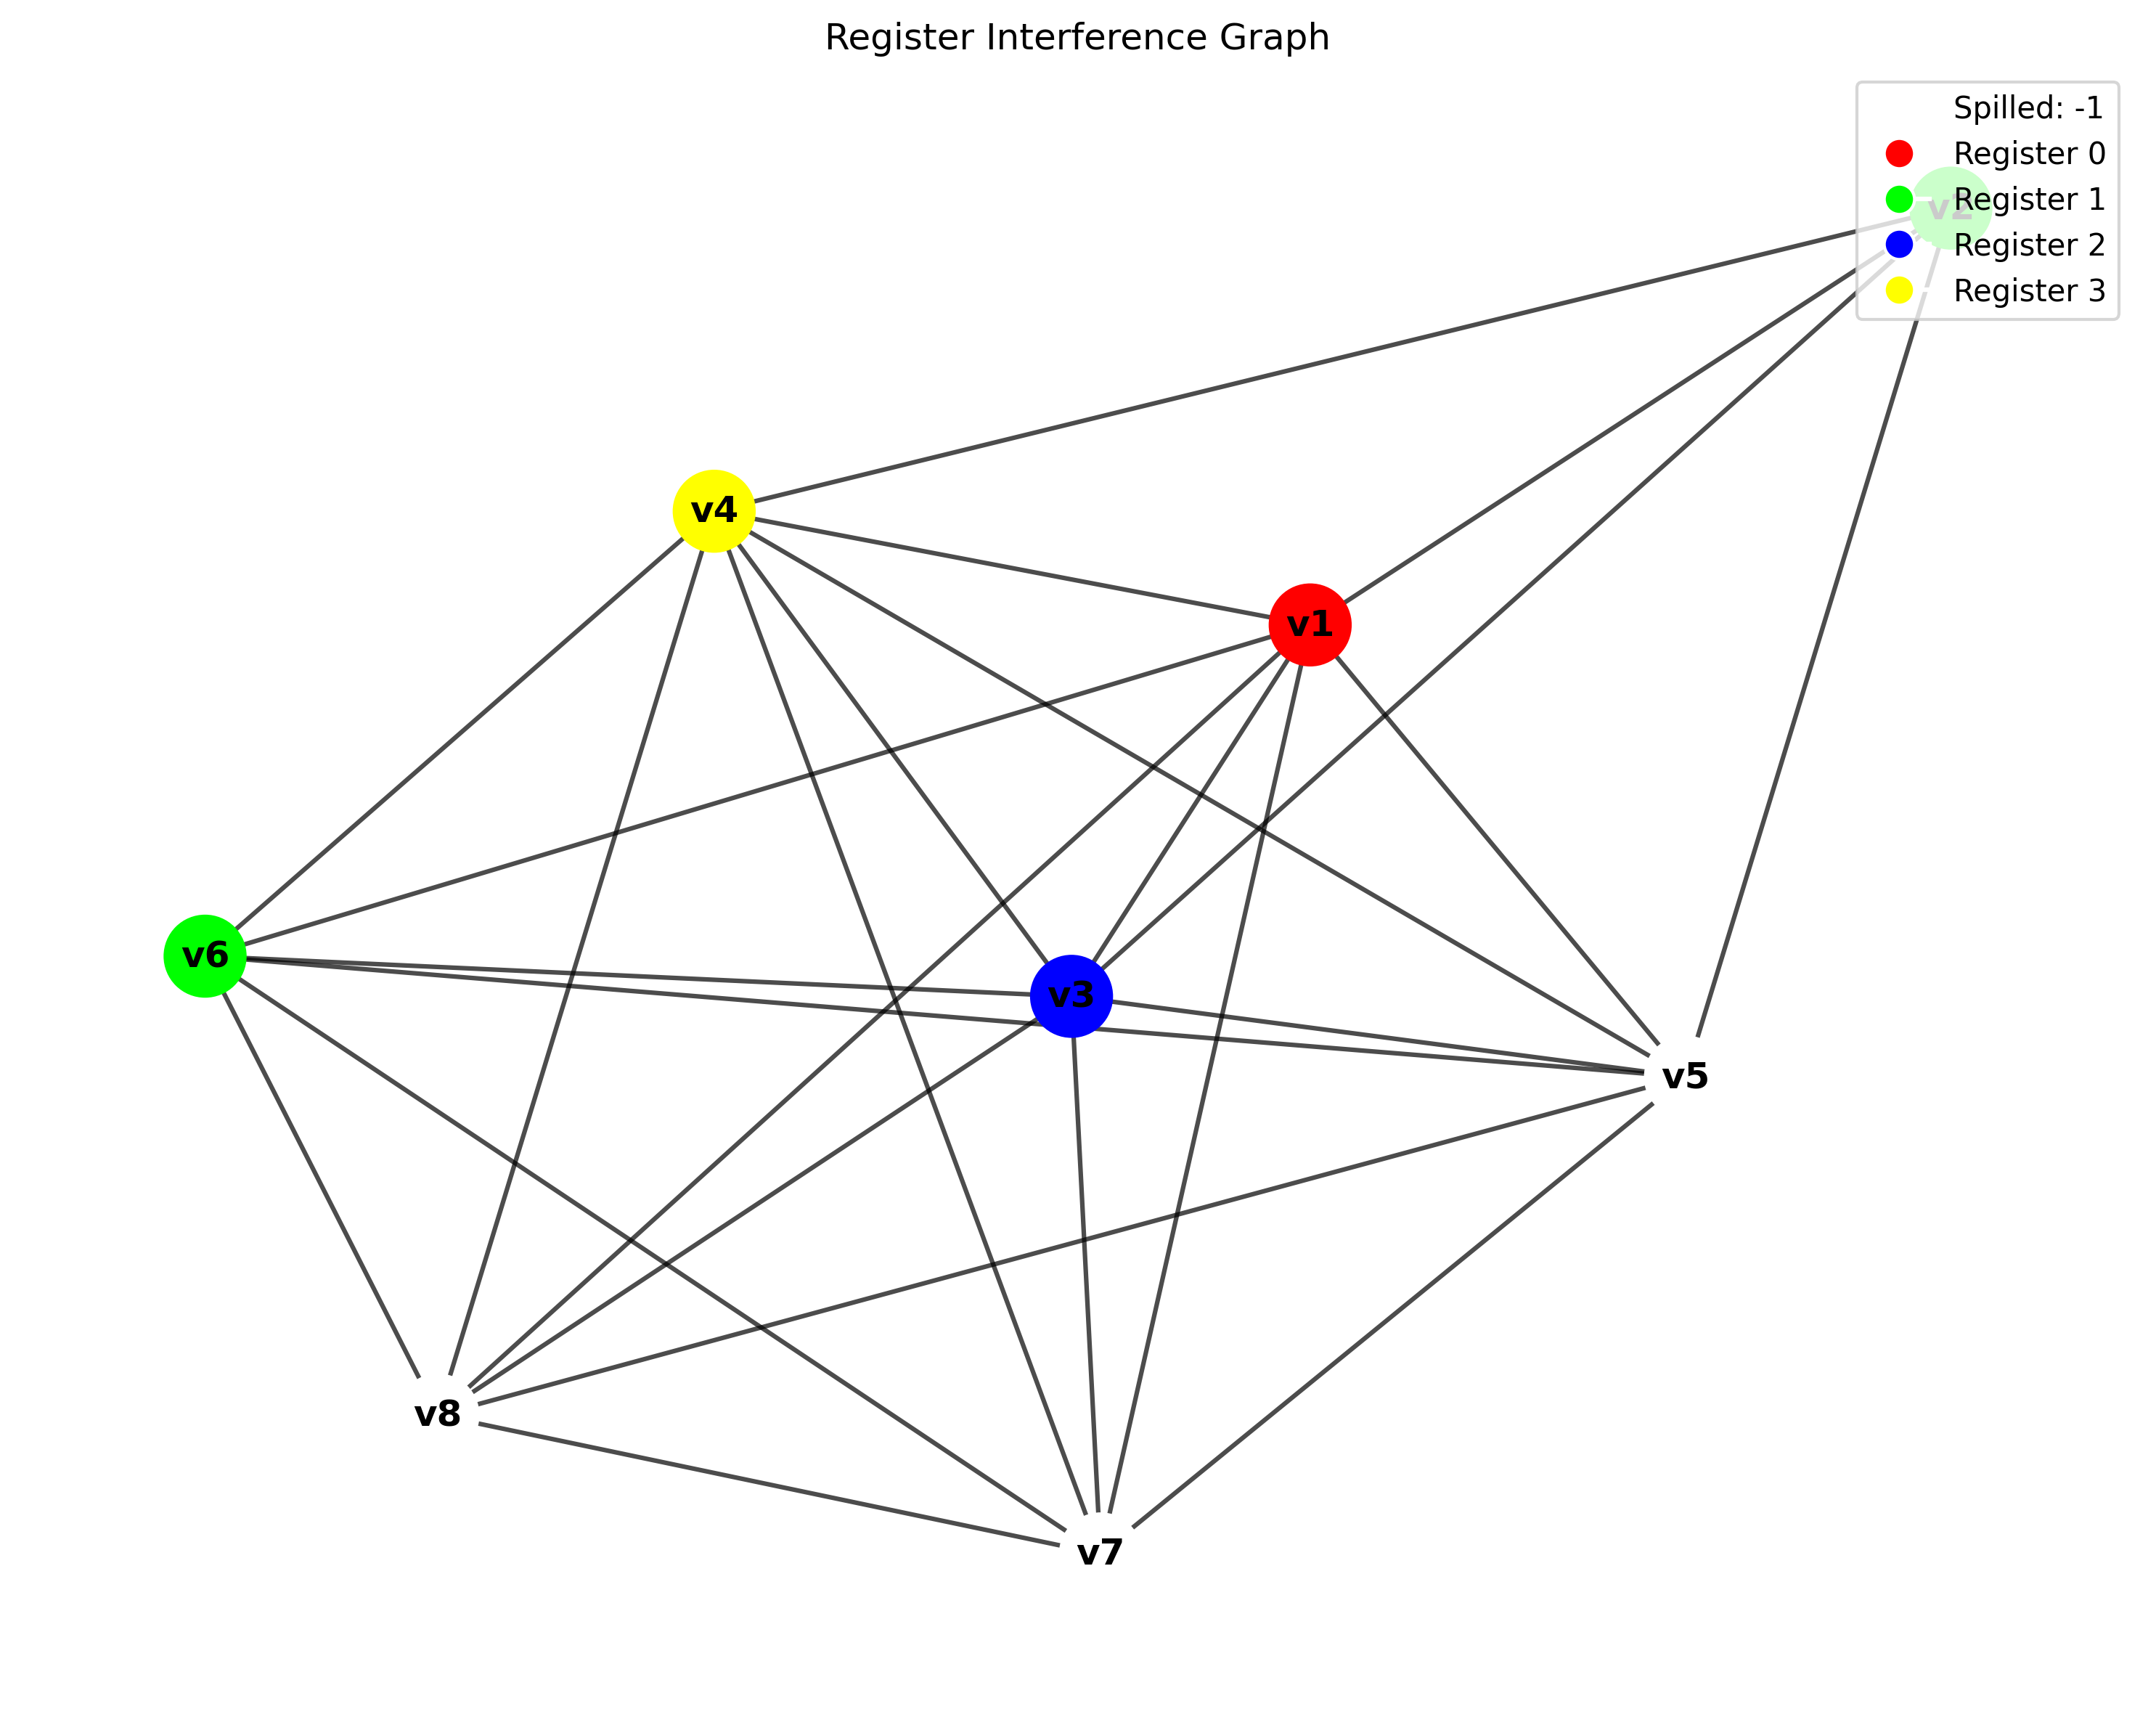 Register Interference Graph
Spilled: -1
Register 0
Register 1
Register 2
Register 3
v2
v4
v1
v6
v3
v5
v8
v7